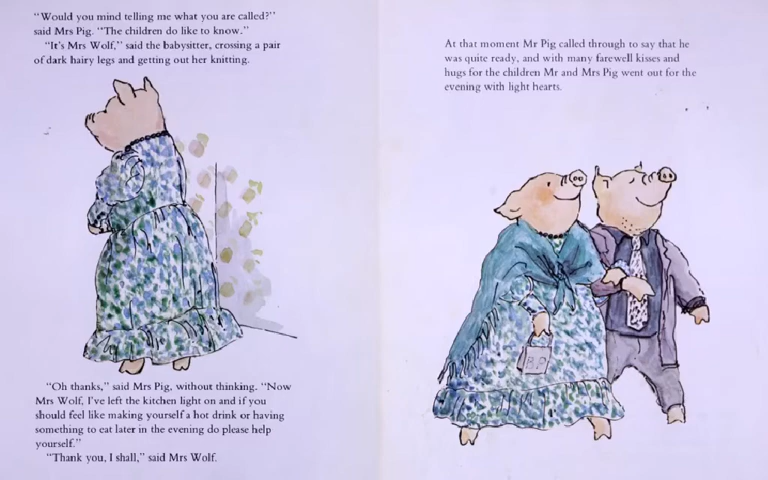 “Would you mind telling me what you are called?”
said Mrs Pig. “The children do like to know.”
“It’s Mrs Wolf,” said the babysitter, crossing a pair
of dark hairy legs and getting out her knitting.
“Oh thanks,” said Mrs Pig, without thinking. “Now
Mrs Wolf, I’ve left the kitchen light on and if you
should feel like making yourself a hot drink or having
something to eat later in the evening do please help
yourself.”
“Thank you, I shall,” said Mrs Wolf.
At that moment Mr Pig called through to say that he
was quite ready, and with many farewell kisses and
hugs for the children Mr and Mrs Pig went out for the
evening with light hearts.
B.P